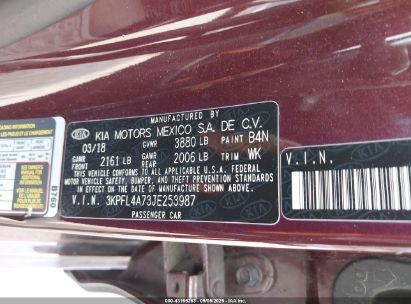 MANUFACTURED BY
KIA KIA MOTORS MEXICO S.A. DE C.V.
03/18 GVWR 3880 LB PAINT B4N
GAWR FRONT 2161 LB GAWR REAR 2006 LB TRIM WK
THIS VEHICLE CONFORMS TO ALL APPLICABLE U.S.A. FEDERAL
MOTOR VEHICLE SAFETY, BUMPER, AND THEFT PREVENTION
STANDARDS IN EFFECT ON THE DATE OF MANUFACTURE SHOWN ABOVE.
V.I.N. 3KPFL4A73JE253987
PASSENGER CAR
V.I.N.
BT760